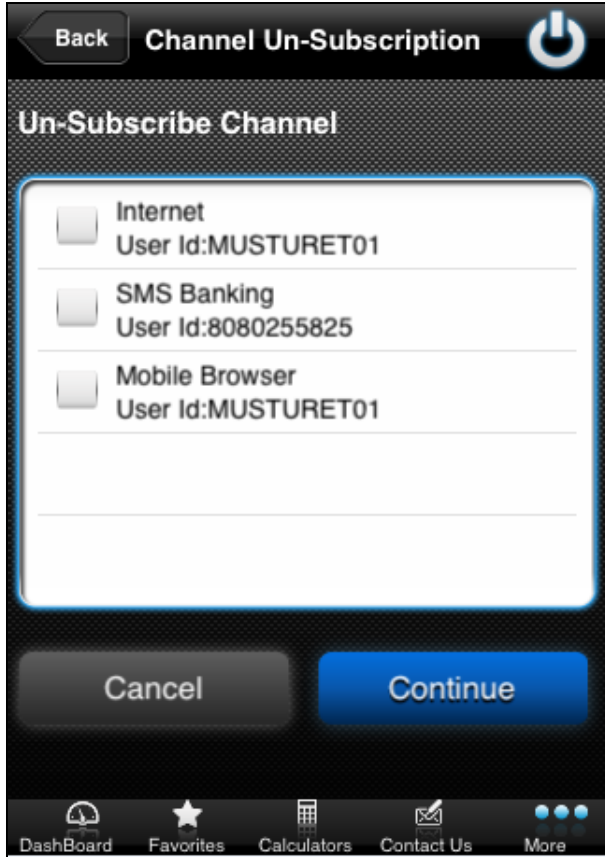 Back Channel Un-Subscription
Un-Subscribe Channel
Internet
User Id:MUSTURET01
SMS Banking
User Id:8080255825
Mobile Browser
User Id:MUSTURET01
Cancel Continue
DashBoard Favorites Calculators Contact Us More